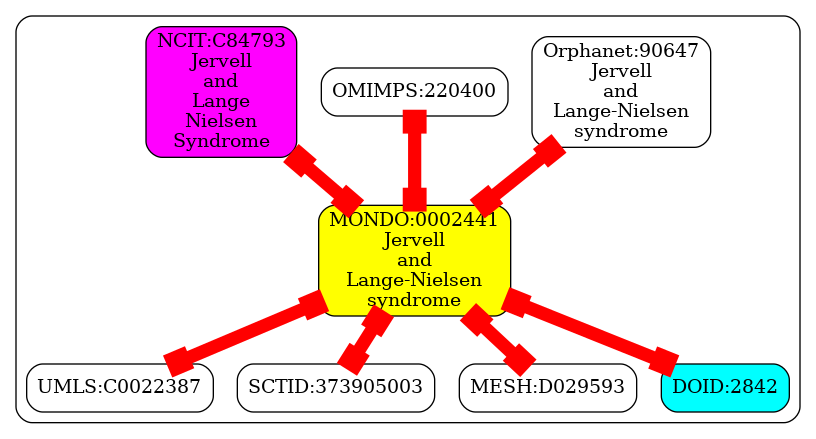 NCIT:C84793
Jervell
and
Lange
Nielsen
Syndrome
OMIMPS:220400
Orphanet:90647
Jervell
and
Lange-Nielsen
syndrome
MONDO:0002441
Jervell
and
Lange-Nielsen
syndrome
UMLS:C0022387
SCTID:373905003
MESH:D029593
DOID:2842